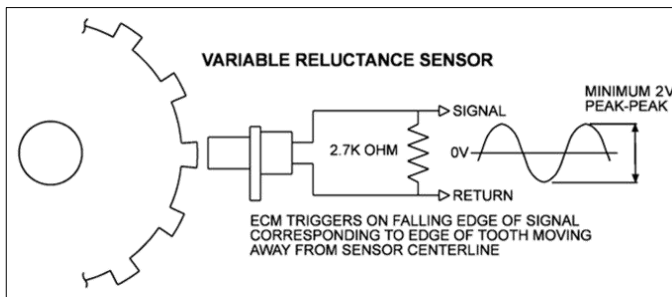 VARIABLE RELUCTANCE SENSOR
MINIMUM 2V
PEAK-PEAK
SIGNAL
2.7K OHM
0V
RETURN
ECM TRIGGERS ON FALLING EDGE OF SIGNAL
CORRESPONDING TO EDGE OF TOOTH MOVING
AWAY FROM SENSOR CENTERLINE